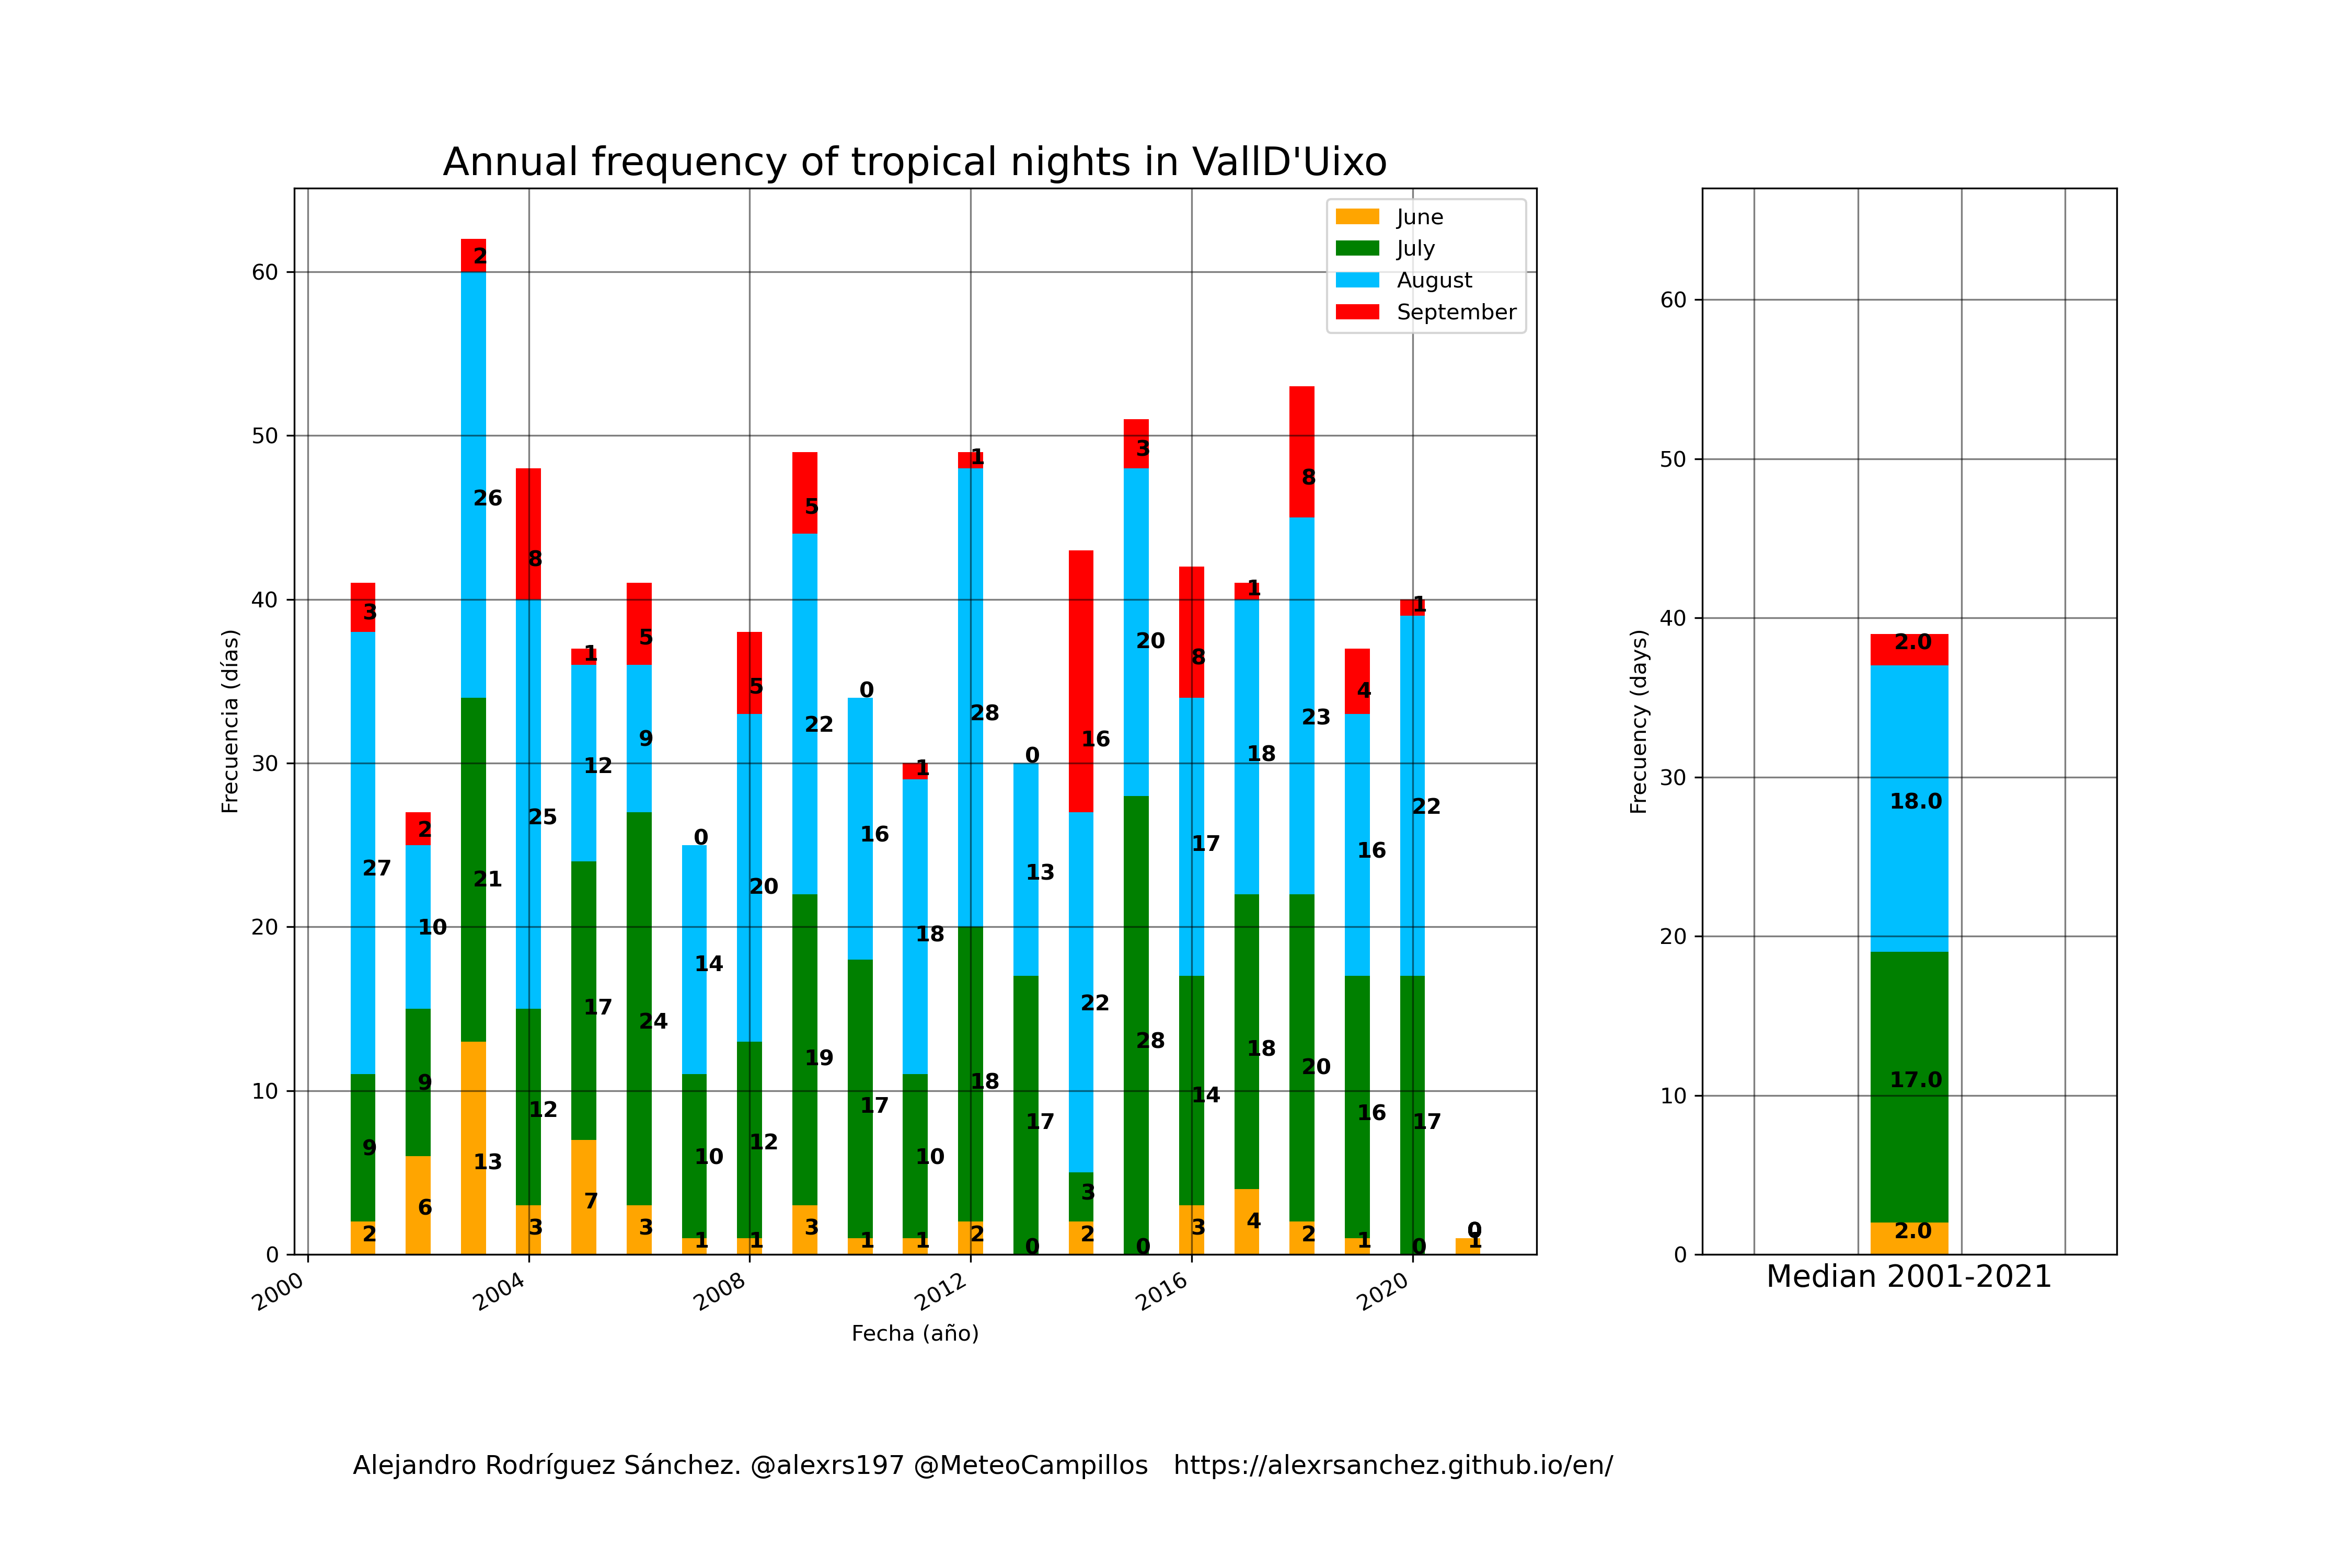 Annual frequency of tropical nights in VallD'Uixo
June
July
August
September
Frecuencia (días)
60
50
40
30
20
10
0
2 9 27 3
6 9 10 2
13 21 26 2
3 12 25 8
7 17 12 1
3 24 9 5
1 10 14 0
1 12 20 5
3 19 22 5
1 17 16 0
1 10 18 1
2 18 28 1
0 17 13 0
2 3 22 16
0 28 20 3
3 14 17 8
4 18 18 1
2 20 23 8
1 16 16 4
0 17 22 1
1 0
2000 2004 2008 2012 2016 2020
Fecha (año)
Frecuency (days)
60
50
40
30
20
10
0
2.0
18.0
17.0
2.0
Median 2001-2021
Alejandro Rodríguez Sánchez. @alexrs197 @MeteoCampillos https://alexrsanchez.github.io/en/